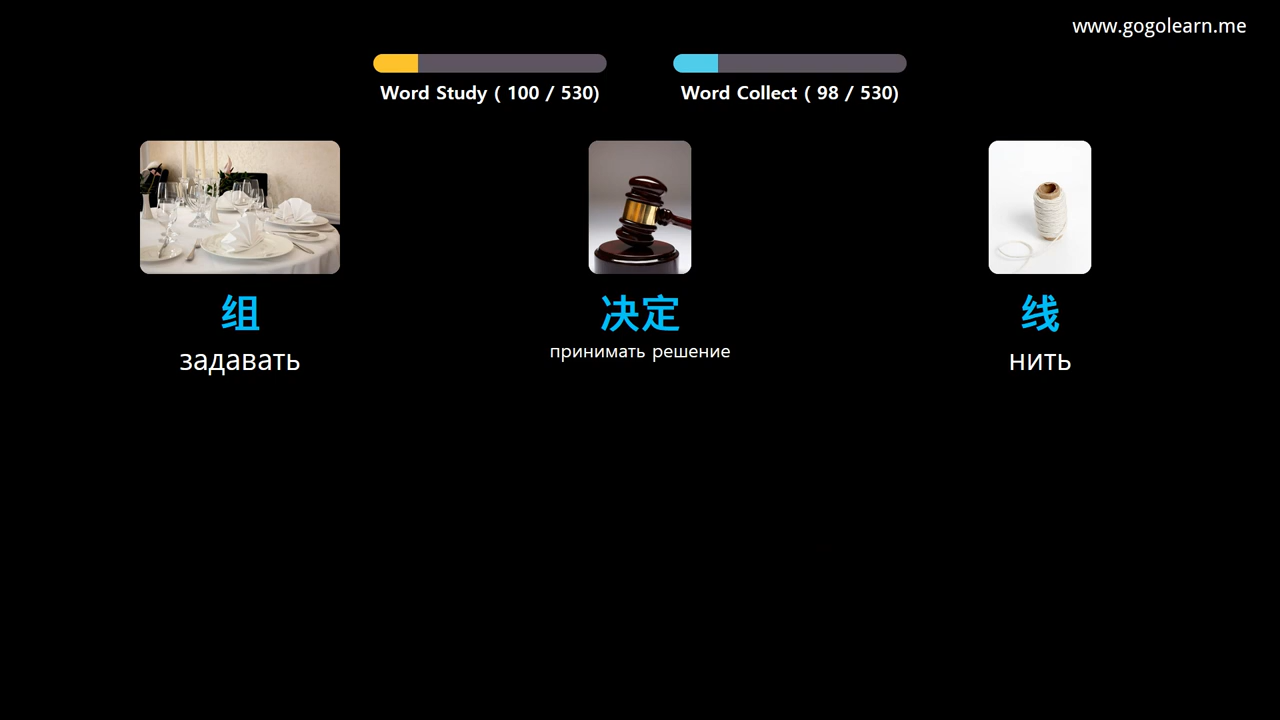 www.gogolearn.me
Word Study ( 100 / 530)
Word Collect ( 98 / 530)
组
决定
线
задавать
принимать решение
нить